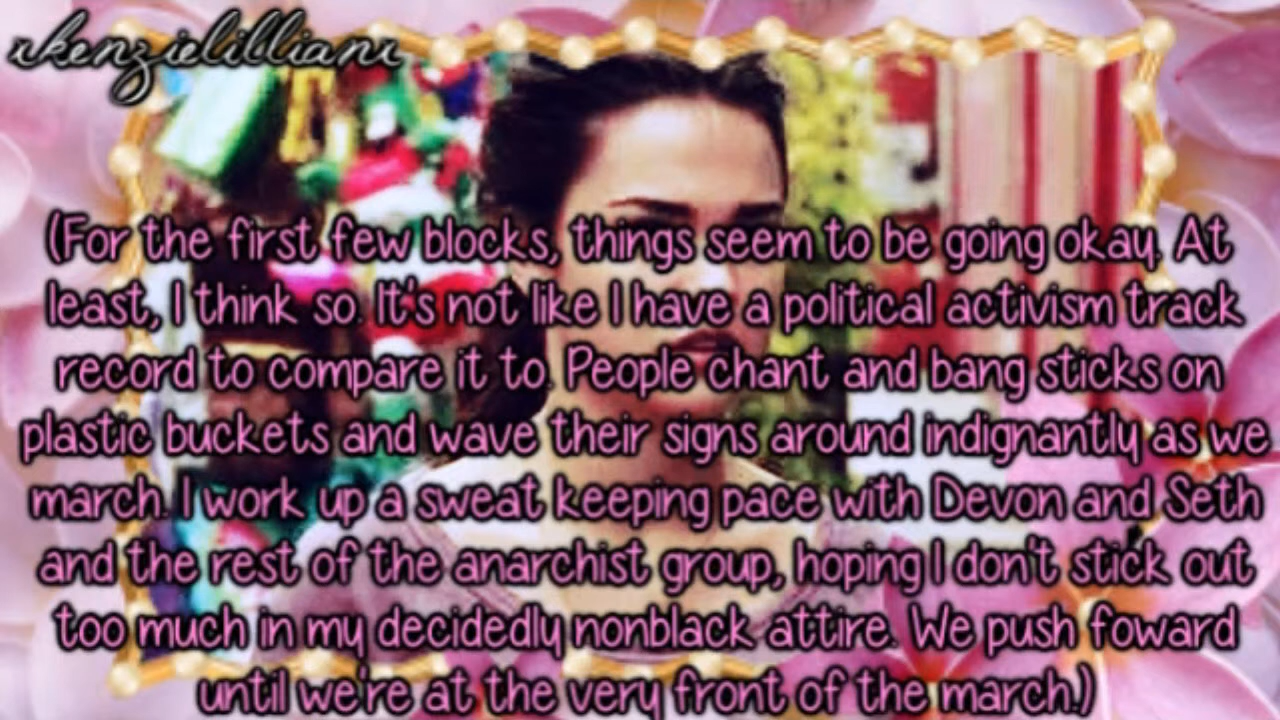 xkenzielillianx
(For the first few blocks, things seem to be going okay. At
least, I think so. It's not like I have a political activism track
record to compare it to. People chant and bang sticks on
plastic buckets and wave their signs around indignantly as we
march. I work up a sweat keeping pace with Devon and Seth
and the rest of the anarchist group, hoping I don't stick out
too much in my decidedly nonblack attire. We push foward
until we're at the very front of the march.)